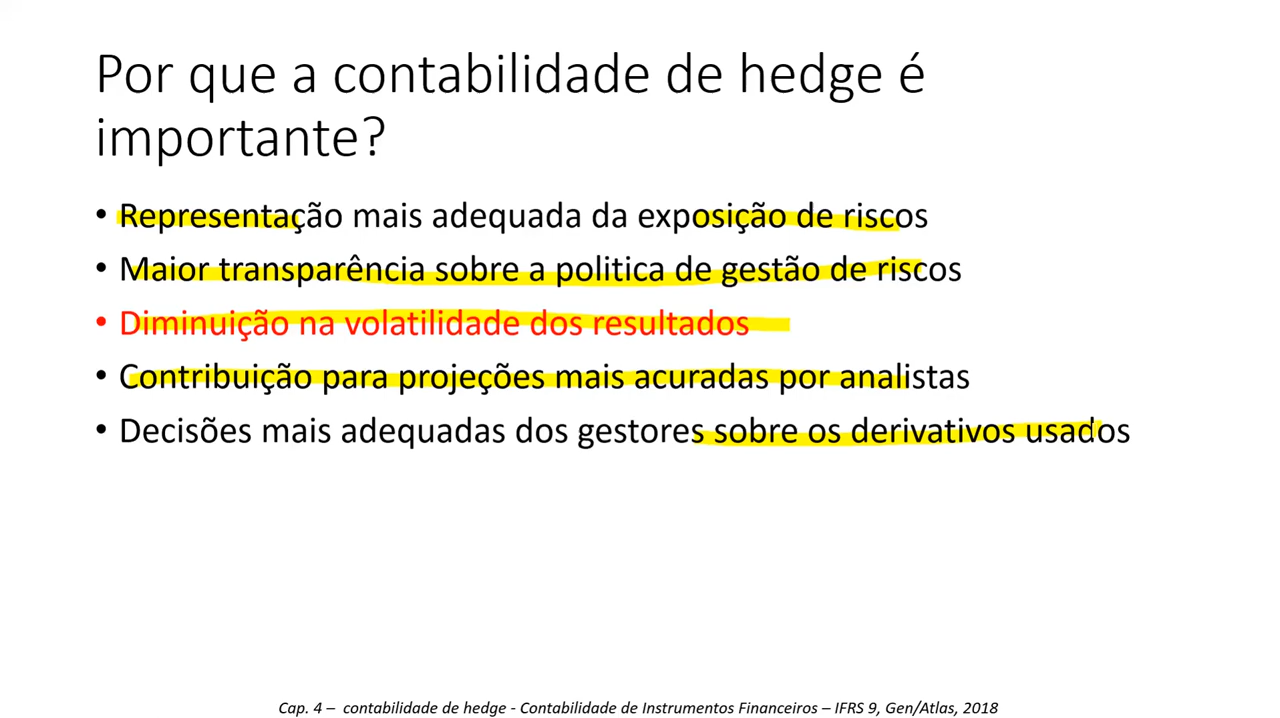 Por que a contabilidade de hedge é
importante?
• Representação mais adequada da exposição de riscos
• Maior transparência sobre a politica de gestão de riscos
• Diminuição na volatilidade dos resultados
• Contribuição para projeções mais acuradas por analistas
• Decisões mais adequadas dos gestores sobre os derivativos usados
Cap. 4 – contabilidade de hedge - Contabilidade de Instrumentos Financeiros – IFRS 9, Gen/Atlas, 2018